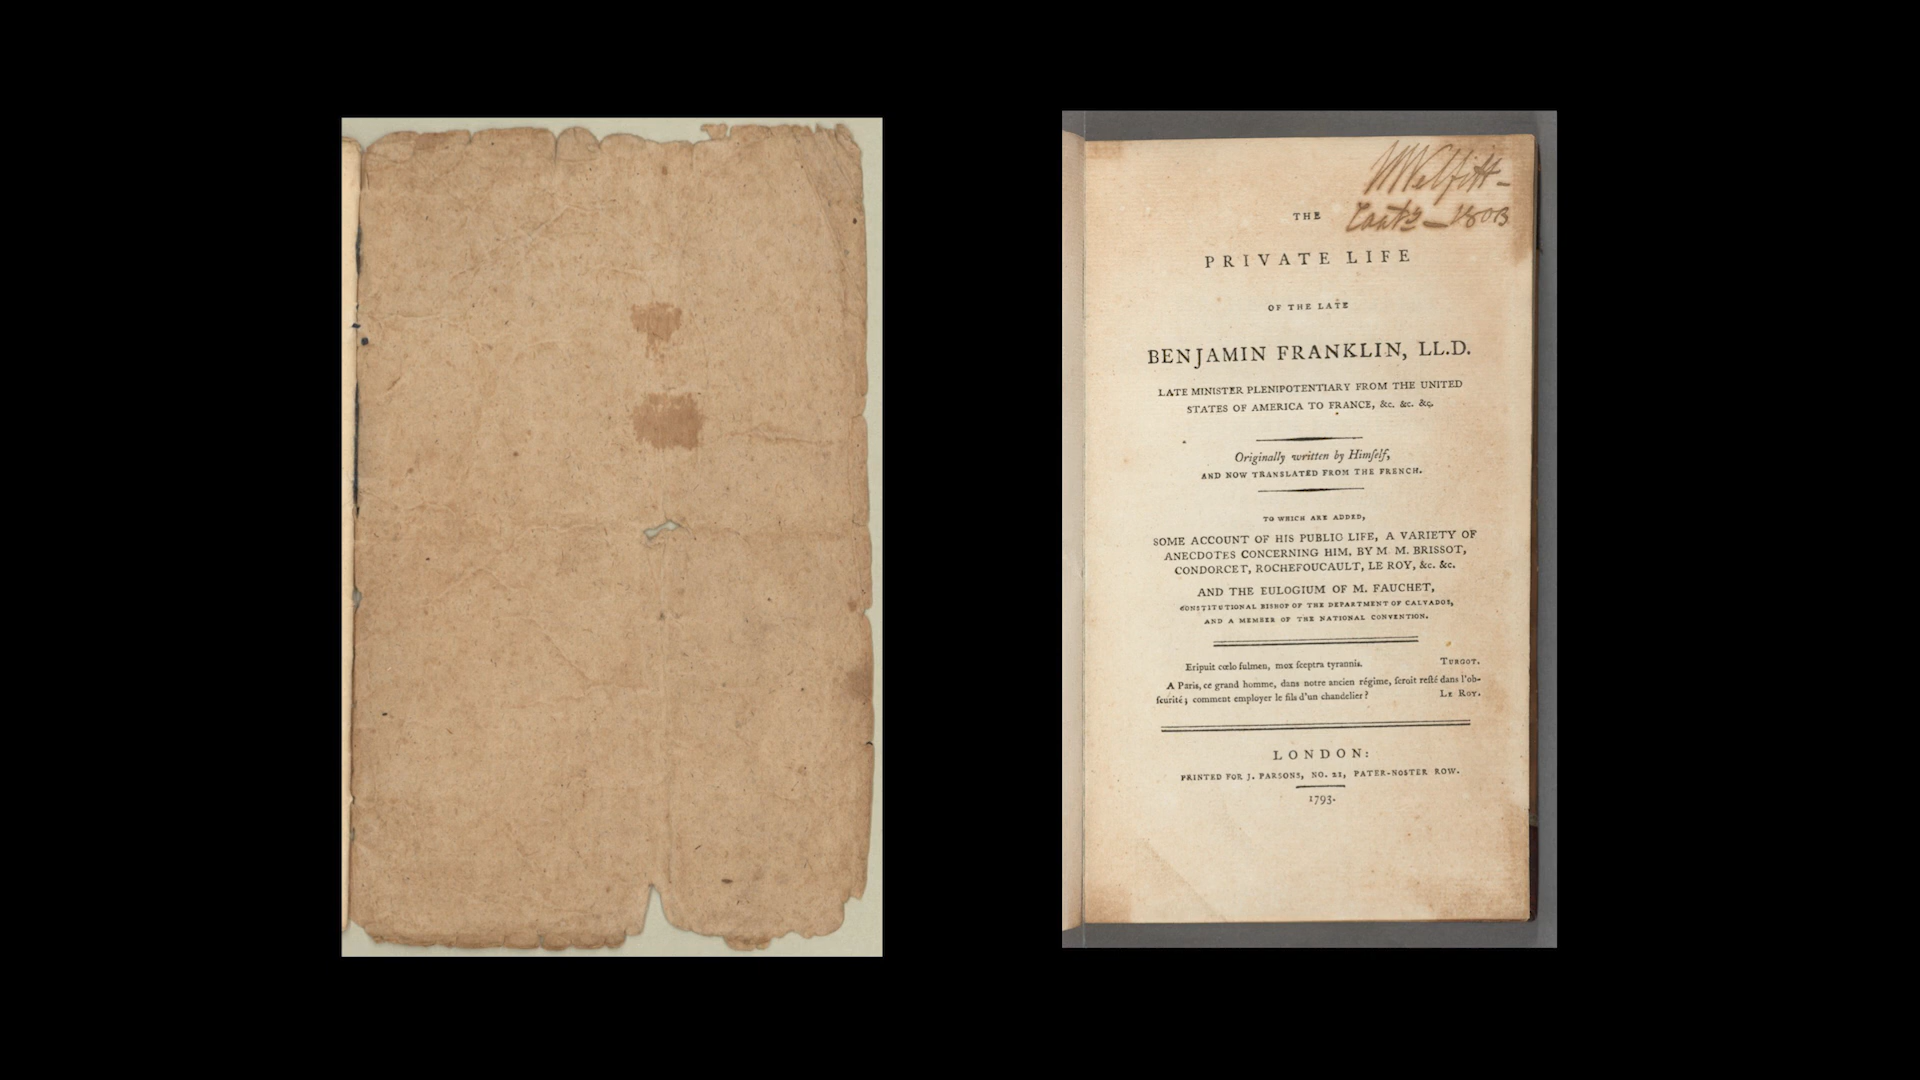 MWelfitt-
– 1803
THE
PRIVATE LIFE
OF THE LATE
BENJAMIN FRANKLIN, LL.D.
LATE MINISTER PLENIPOTENTIARY FROM THE UNITED
STATES OF AMERICA TO FRANCE, &c. &c. &c.
Originally written by Himſelf,
AND NOW TRANSLATED FROM THE FRENCH.
TO WHICH ARE ADDED,
SOME ACCOUNT OF HIS PUBLIC LIFE, A VARIETY OF
ANECDOTES CONCERNING HIM, BY M. M. BRISSOT,
CONDORCET, ROCHEFOUCAULT, LE ROY, &c. &c.
AND THE EULOGIUM OF M. FAUCHET,
CONSTITUTIONAL BISHOP OF THE DEPARTMENT OF CALVADOS,
AND A MEMBER OF THE NATIONAL CONVENTION.
Eripuit cœlo fulmen, mox ſceptra tyrannis. TURGOT.
A Paris, ce grand homme, dans notre ancien régime, ſeroit reſté dans l'ob-
ſcurité; comment employer le fils d'un chandelier? LE ROY.
LONDON:
PRINTED FOR J. PARSONS, NO. 21, PATER-NOSTER ROW.
1793.